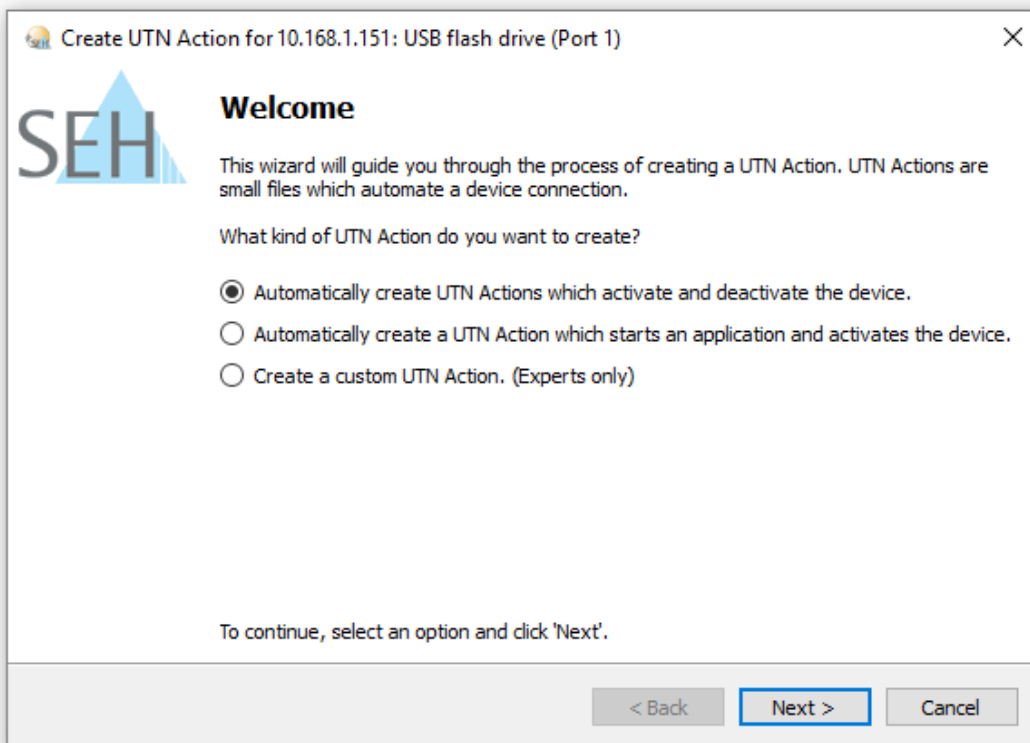 Create UTN Action for 10.168.1.151: USB flash drive (Port 1)
SEH
Welcome
This wizard will guide you through the process of creating a UTN Action. UTN Actions are
small files which automate a device connection.
What kind of UTN Action do you want to create?
Automatically create UTN Actions which activate and deactivate the device.
Automatically create a UTN Action which starts an application and activates the device.
Create a custom UTN Action. (Experts only)
To continue, select an option and click 'Next'.
< Back
Next >
Cancel